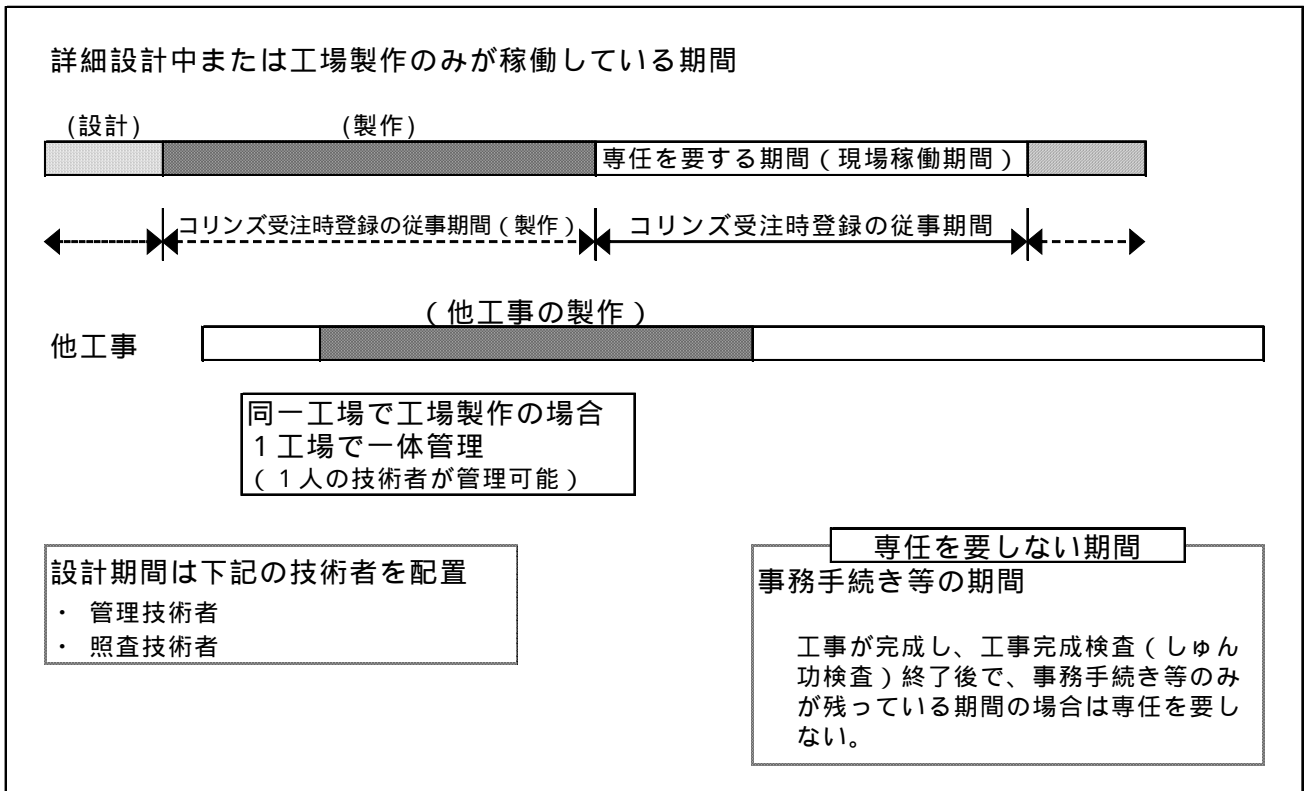 詳細設計中または工場製作のみが稼働している期間
(設計)
(製作)
専任を要する期間(現場稼働期間)
コリンズ受注時登録の従事期間(製作)
コリンズ受注時登録の従事期間
(他工事の製作)
他工事
同一工場で工場製作の場合
1工場で一体管理
(1人の技術者が管理可能)
設計期間は下記の技術者を配置
・ 管理技術者
・ 照査技術者
専任を要しない期間
事務手続き等の期間
工事が完成し、工事完成検査(しゅん
功検査)終了後で、事務手続き等のみ
が残っている期間の場合は専任を要し
ない。